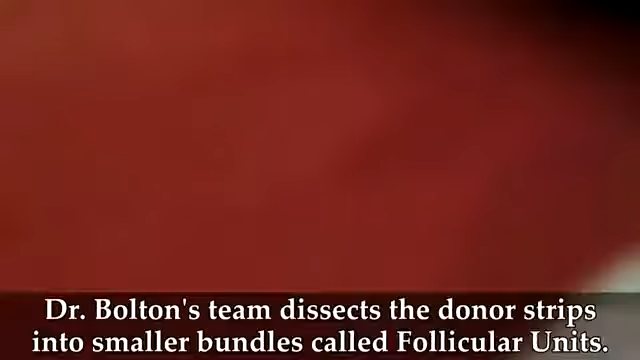 Dr. Bolton's team dissects the donor strips
into smaller bundles called Follicular Units.